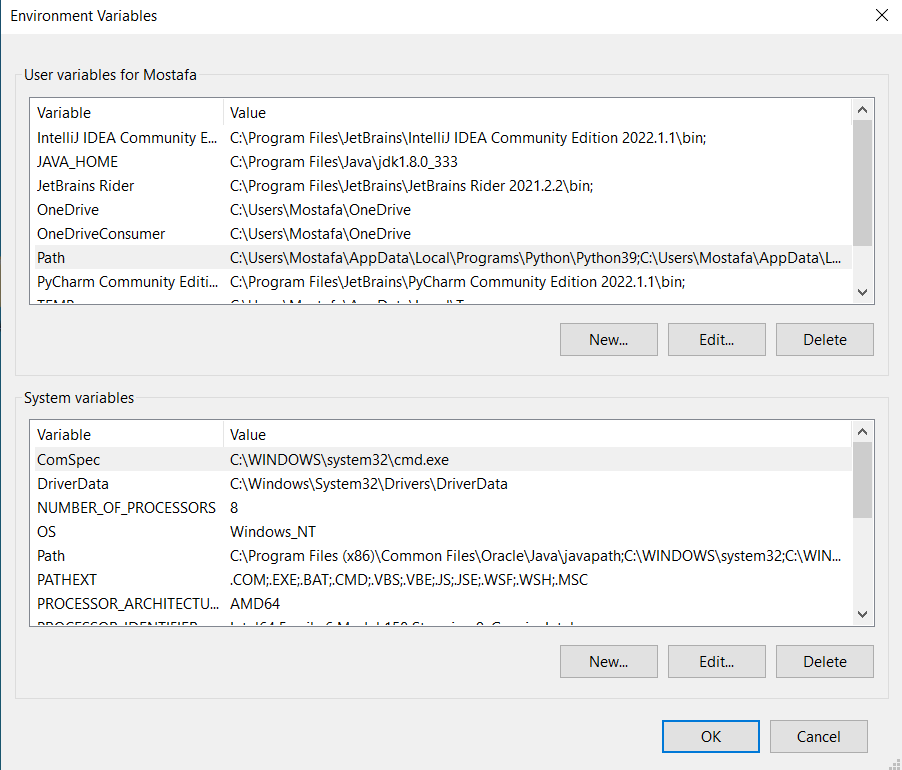 Environment Variables
User variables for Mostafa
Variable Value
IntelliJ IDEA Community E... C:\Program Files\JetBrains\IntelliJ IDEA Community Edition 2022.1.1\bin;
JAVA_HOME C:\Program Files\Java\jdk1.8.0_333
JetBrains Rider C:\Program Files\JetBrains\JetBrains Rider 2021.2.2\bin;
OneDrive C:\Users\Mostafa\OneDrive
OneDriveConsumer C:\Users\Mostafa\OneDrive
Path C:\Users\Mostafa\AppData\Local\Programs\Python\Python39;C:\Users\Mostafa\AppData\L...
PyCharm Community Editi... C:\Program Files\JetBrains\PyCharm Community Edition 2022.1.1\bin;
New... Edit... Delete
System variables
Variable Value
ComSpec C:\WINDOWS\system32\cmd.exe
DriverData C:\Windows\System32\Drivers\DriverData
NUMBER_OF_PROCESSORS 8
OS Windows_NT
Path C:\Program Files (x86)\Common Files\Oracle\Java\javapath;C:\WINDOWS\system32;C:\WIN...
PATHEXT .COM;.EXE;.BAT;.CMD;.VBS;.VBE;.JS;.JSE;.WSF;.WSH;.MSC
PROCESSOR_ARCHITECTU... AMD64
New... Edit... Delete
OK Cancel